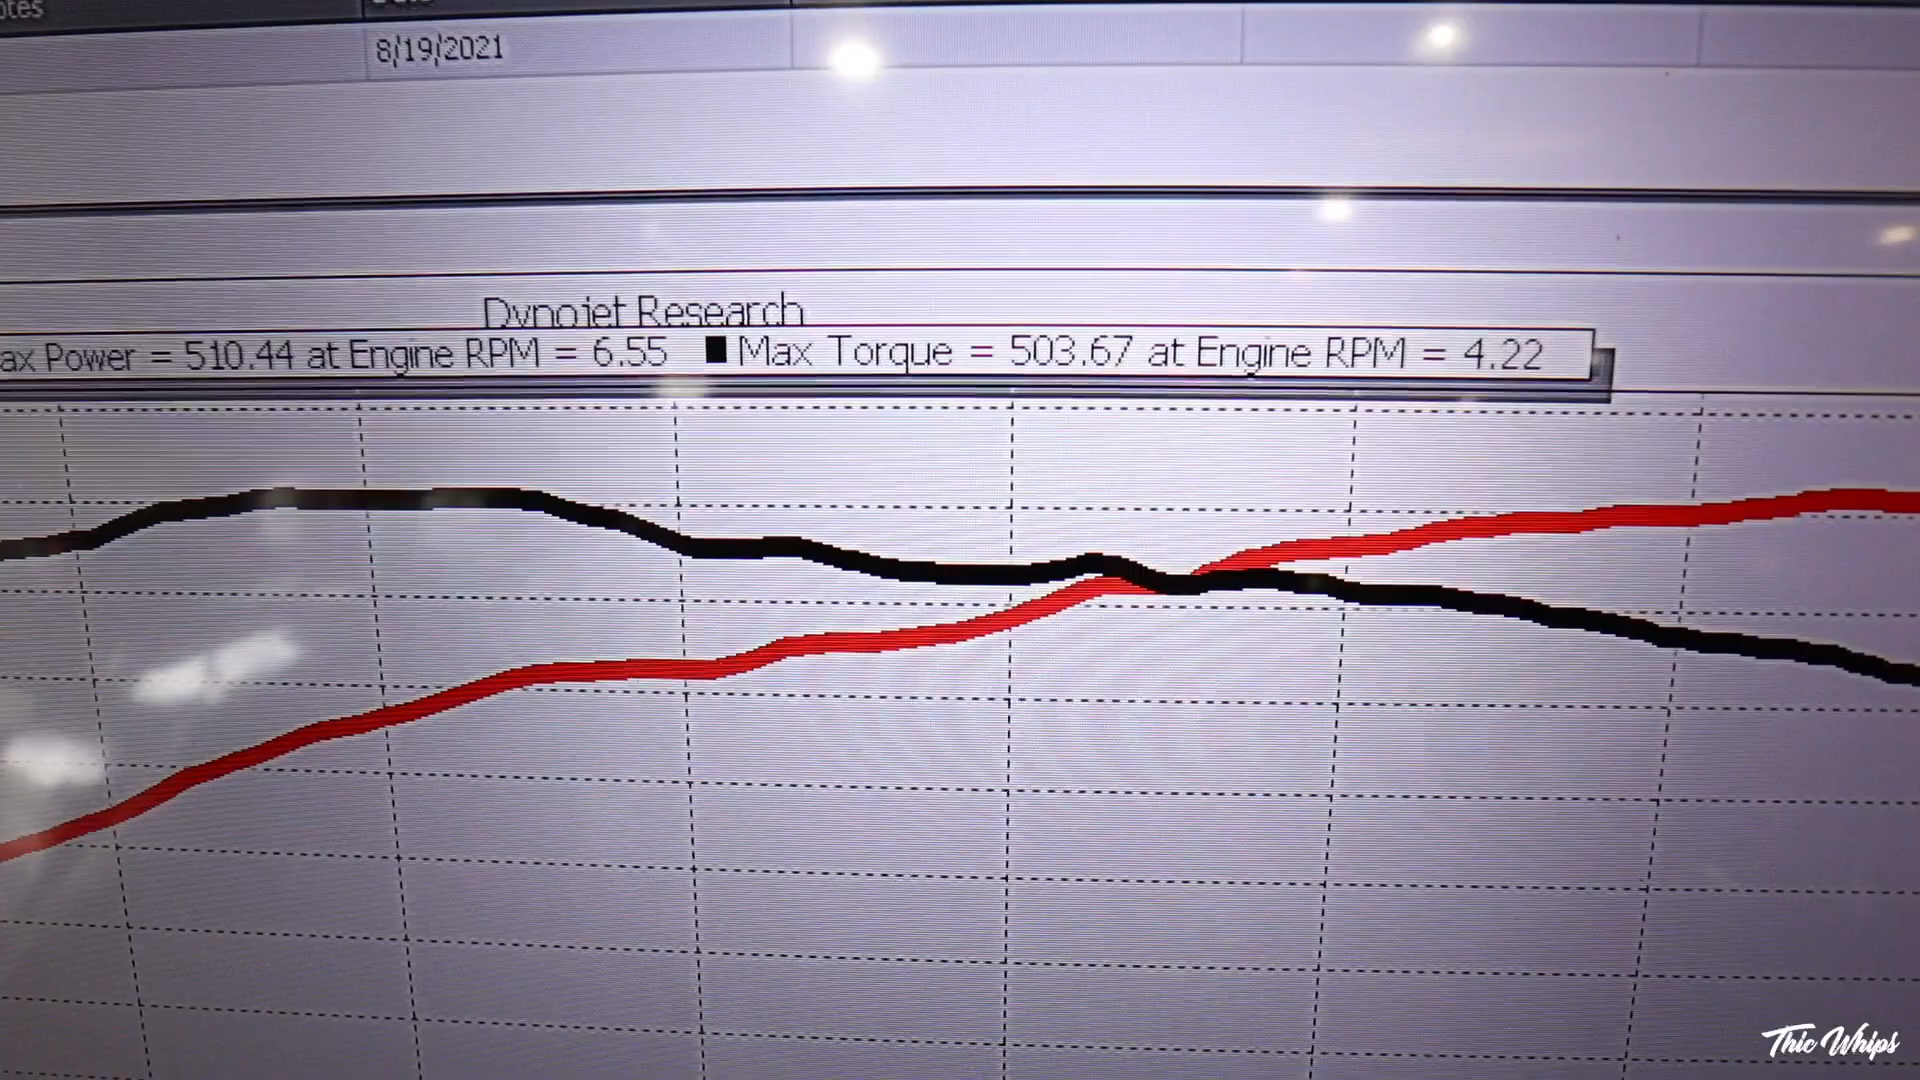 otes
8/19/2021
Dynojet Research
ax Power = 510.44 at Engine RPM = 6.55 Max Torque = 503.67 at Engine RPM = 4.22
Thic Whips